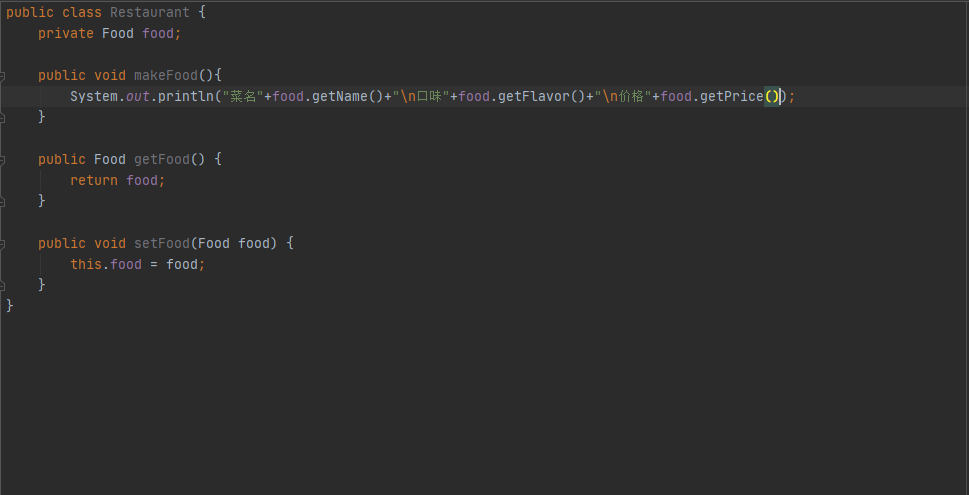 public class Restaurant {
    private Food food;
    public void makeFood(){
        System.out.println("菜名"+food.getName()+"\n口味"+food.getFlavor()+"\n价格"+food.getPrice());
    }
    public Food getFood() {
        return food;
    }
    public void setFood(Food food) {
        this.food = food;
    }
}